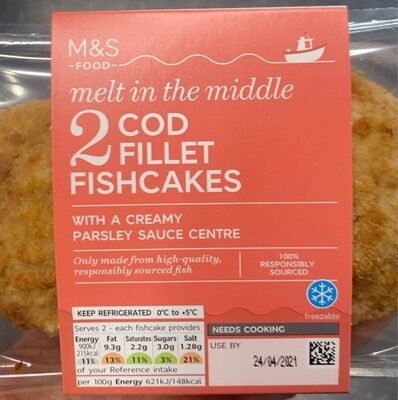 M&S
FOOD
melt in the middle
2 COD
FILLET
FISHCAKES
WITH A CREAMY
PARSLEY SAUCE CENTRE
Only made from high-quality,
responsibly sourced fish
100%
RESPONSIBLY
SOURCED
freezable
KEEP REFRIGERATED 0°C to +5°C
Serves 2 - each fishcake provides
Energy Fat Saturates Sugars Salt
900kJ 9.3g 2.2g 3.0g 1.28g
215kcal
11% 13% 11% 3% 21%
of your Reference intake
per 100g Energy 621kJ/148kcal
NEEDS COOKING
USE BY
24/04/2021